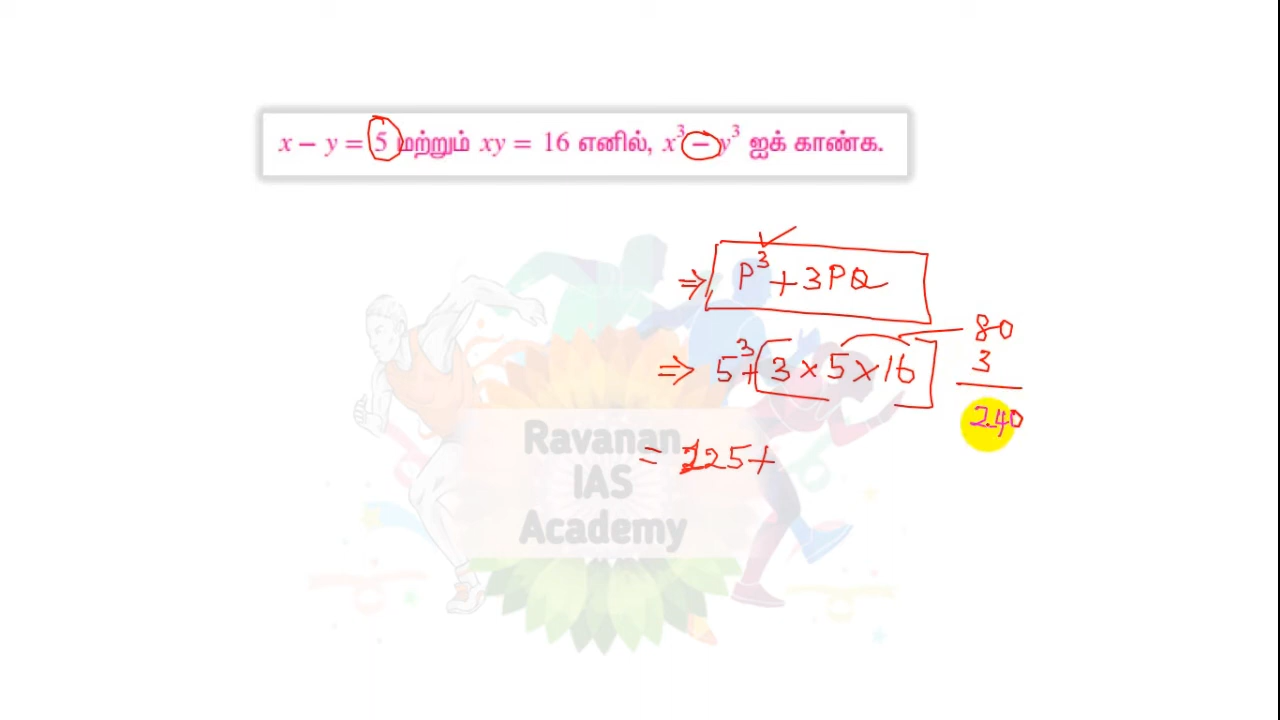 x − y = 5 மற்றும் xy = 16 எனில், x³ − y³ ஐக் காண்க.
⇒ P³ + 3PQ
⇒ 5³ + [3 × 5 × 16]
80
3
240
= 125 +
Ravanan
IAS
Academy